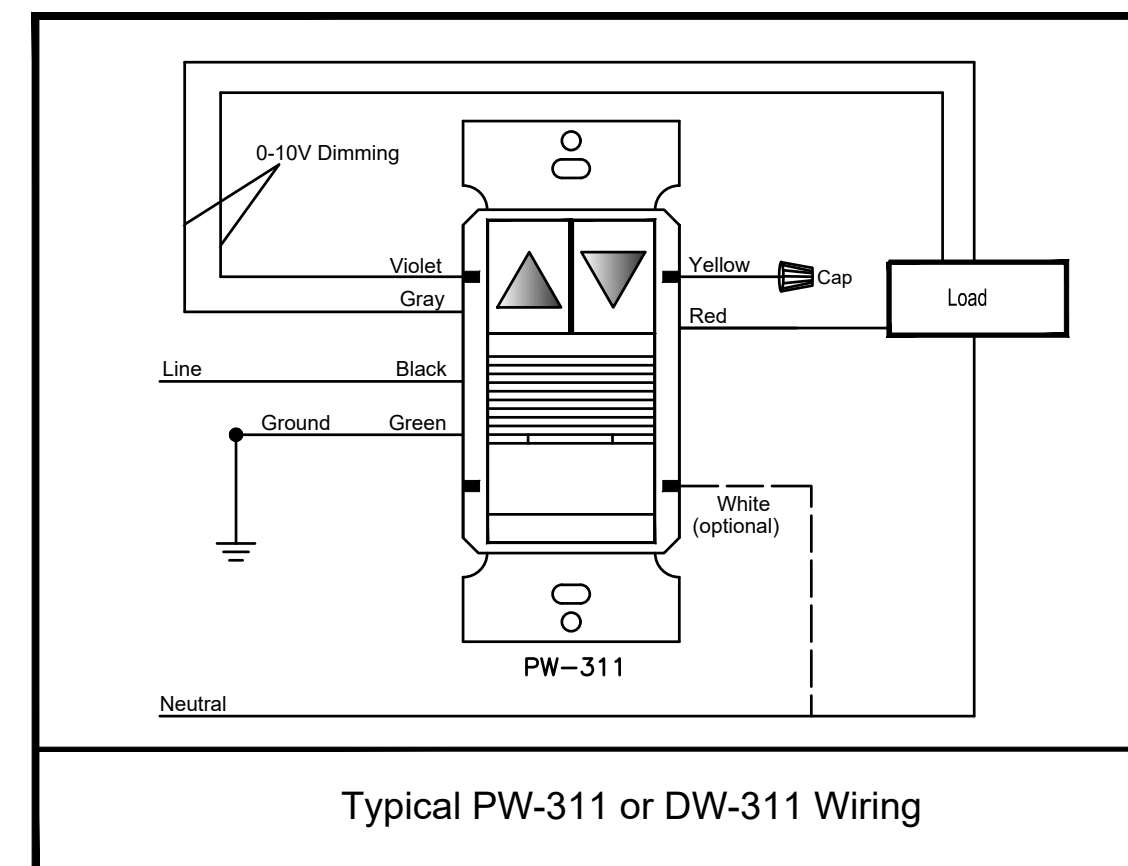 0-10V Dimming
Violet
Yellow
Cap
Gray
Load
Red
Line
Black
Ground
Green
White
(optional)
PW-311
Neutral
Typical PW-311 or DW-311 Wiring